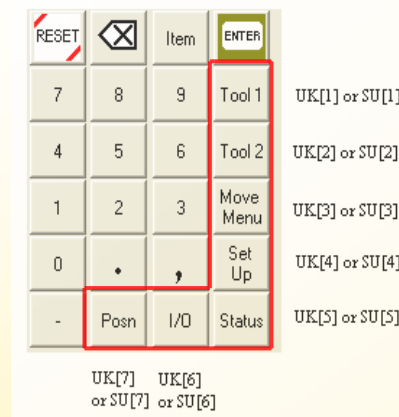 RESET Item ENTER
7 8 9 Tool 1 UK[1] or SU[1]
4 5 6 Tool 2 UK[2] or SU[2]
1 2 3 Move Menu UK[3] or SU[3]
0 . , Set Up UK[4] or SU[4]
- Posn I/O Status UK[5] or SU[5]
UK[7] UK[6]
or SU[7] or SU[6]